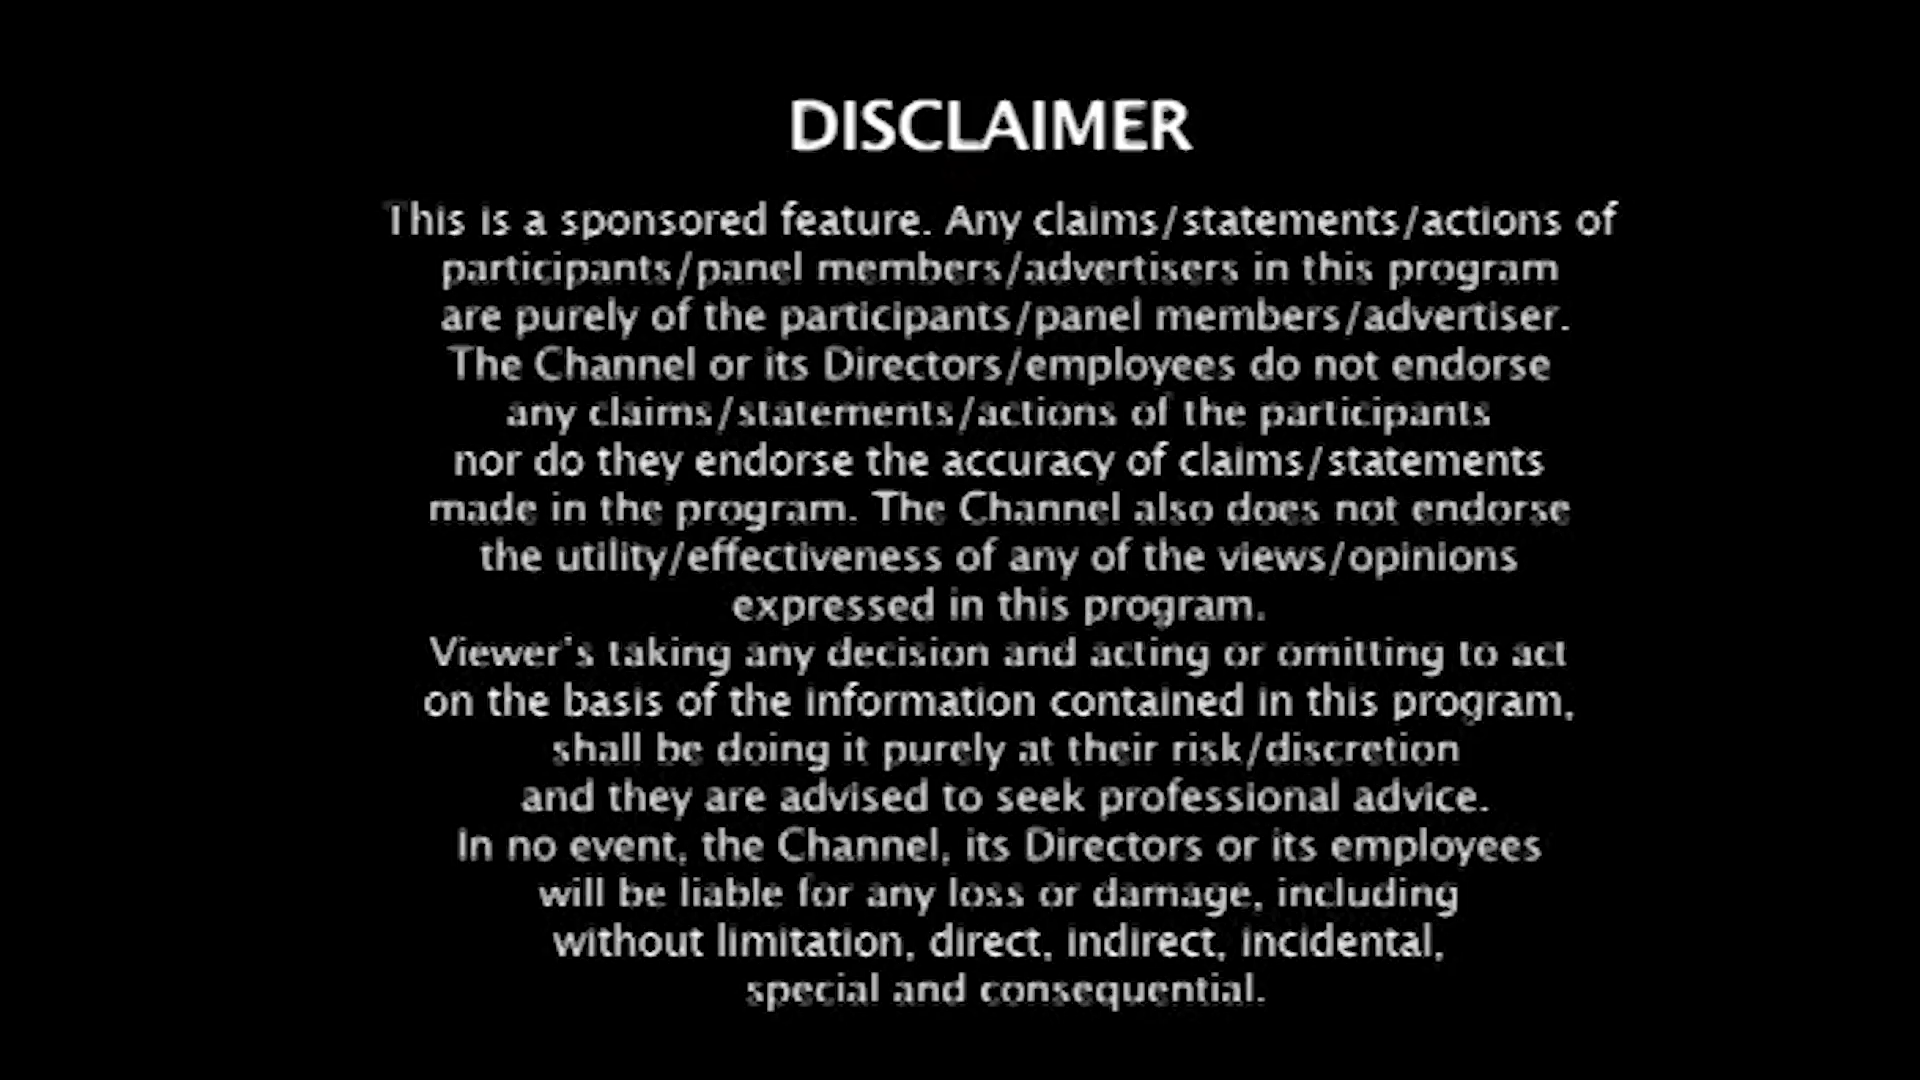 DISCLAIMER
This is a sponsored feature. Any claims/statements/actions of
participants/panel members/advertisers in this program
are purely of the participants/panel members/advertiser.
The Channel or its Directors/employees do not endorse
any claims/statements/actions of the participants
nor do they endorse the accuracy of claims/statements
made in the program. The Channel also does not endorse
the utility/effectiveness of any of the views/opinions
expressed in this program.
Viewer's taking any decision and acting or omitting to act
on the basis of the information contained in this program,
shall be doing it purely at their risk/discretion
and they are advised to seek professional advice.
In no event, the Channel, its Directors or its employees
will be liable for any loss or damage, including
without limitation, direct, indirect, incidental,
special and consequential.